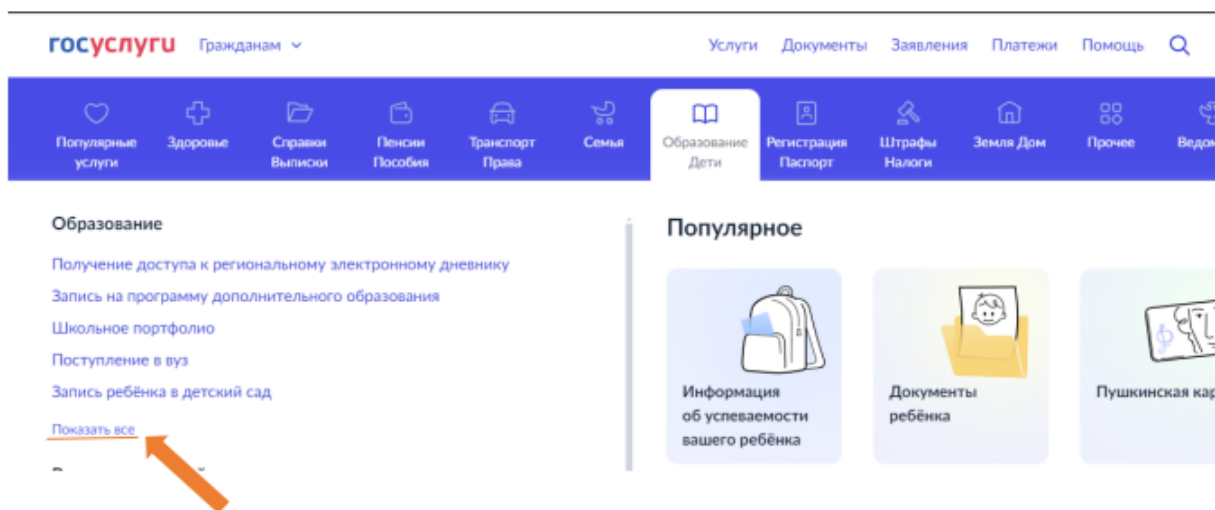 госуслуги Гражданам
Услуги Документы Заявления Платежи Помощь
Популярные услуги
Здоровье
Справки Выписки
Пенсии Пособия
Транспорт Права
Семья
Образование Дети
Регистрация Паспорт
Штрафы Налоги
Земля Дом
Прочее
Образование
Получение доступа к региональному электронному дневнику
Запись на программу дополнительного образования
Школьное портфолио
Поступление в вуз
Запись ребёнка в детский сад
Показать все
Популярное
Информация
об успеваемости
вашего ребёнка
Документы
ребёнка
Пушкинская кар